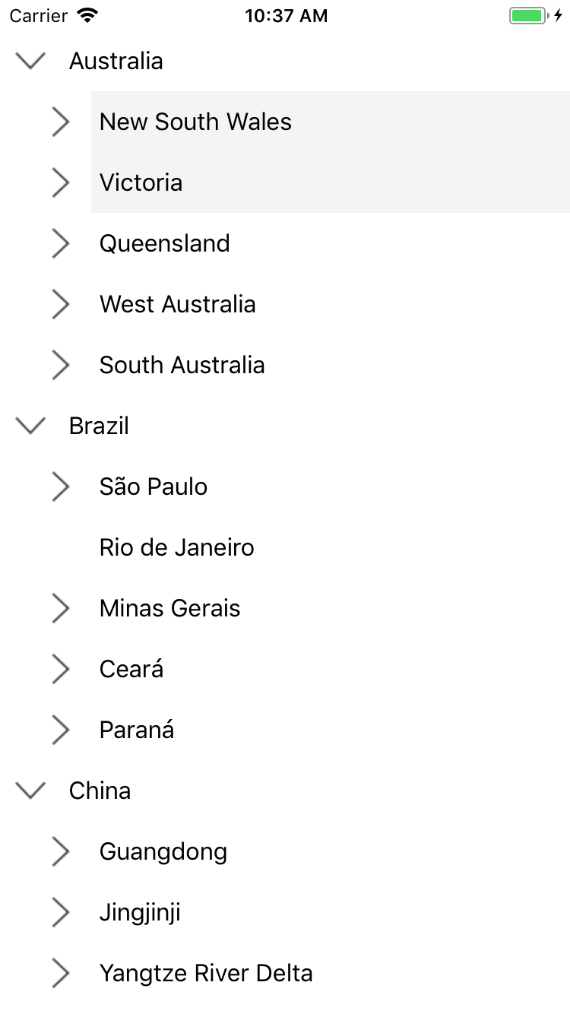 Carrier 10:37 AM
Australia
New South Wales
Victoria
Queensland
West Australia
South Australia
Brazil
São Paulo
Rio de Janeiro
Minas Gerais
Ceará
Paraná
China
Guangdong
Jingjinji
Yangtze River Delta